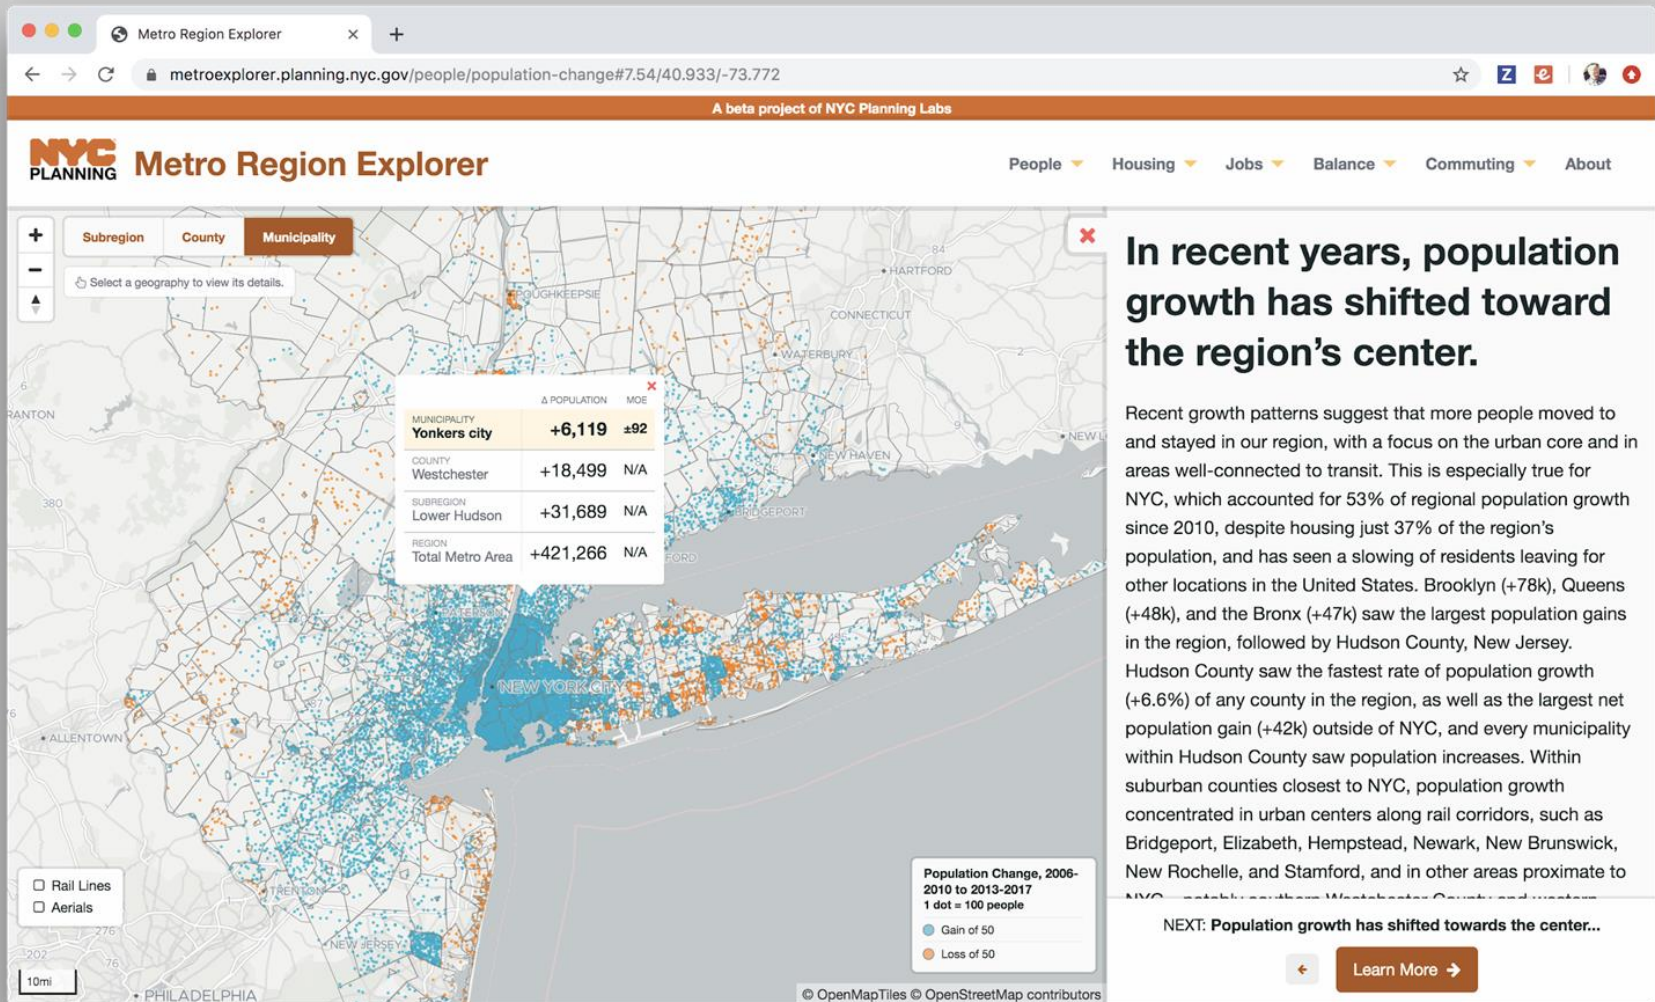 Metro Region Explorer
metroexplorer.planning.nyc.gov/people/population-change#7.54/40.933/-73.772
Z
e
A beta project of NYC Planning Labs
NYC
PLANNING
Metro Region Explorer
People
Housing
Jobs
Balance
Commuting
About
Subregion
County
Municipality
Select a geography to view its details.
84
HARTFORD
POUGHKEEPSIE
CONNECTICUT
2
WATERBURY
6
RANTON
9
NEW L
NEW HAVEN
380
BRIDGEPORT
FORD
Δ POPULATION MOE
MUNICIPALITY
Yonkers city +6,119 ±92
COUNTY
Westchester +18,499 N/A
SUBREGION
Lower Hudson +31,689 N/A
REGION
Total Metro Area +421,266 N/A
PATERSON
NEW YORK CITY
ALLENTOWN
TRENTON
276
NEW JERSEY
202
76
PHILADELPHIA
Rail Lines
Aerials
10mi
Population Change, 2006-
2010 to 2013-2017
1 dot = 100 people
Gain of 50
Loss of 50
© OpenMapTiles © OpenStreetMap contributors
In recent years, population
growth has shifted toward
the region's center.
Recent growth patterns suggest that more people moved to
and stayed in our region, with a focus on the urban core and in
areas well-connected to transit. This is especially true for
NYC, which accounted for 53% of regional population growth
since 2010, despite housing just 37% of the region's
population, and has seen a slowing of residents leaving for
other locations in the United States. Brooklyn (+78k), Queens
(+48k), and the Bronx (+47k) saw the largest population gains
in the region, followed by Hudson County, New Jersey.
Hudson County saw the fastest rate of population growth
(+6.6%) of any county in the region, as well as the largest net
population gain (+42k) outside of NYC, and every municipality
within Hudson County saw population increases. Within
suburban counties closest to NYC, population growth
concentrated in urban centers along rail corridors, such as
Bridgeport, Elizabeth, Hempstead, Newark, New Brunswick,
New Rochelle, and Stamford, and in other areas proximate to
NEXT: Population growth has shifted towards the center...
Learn More